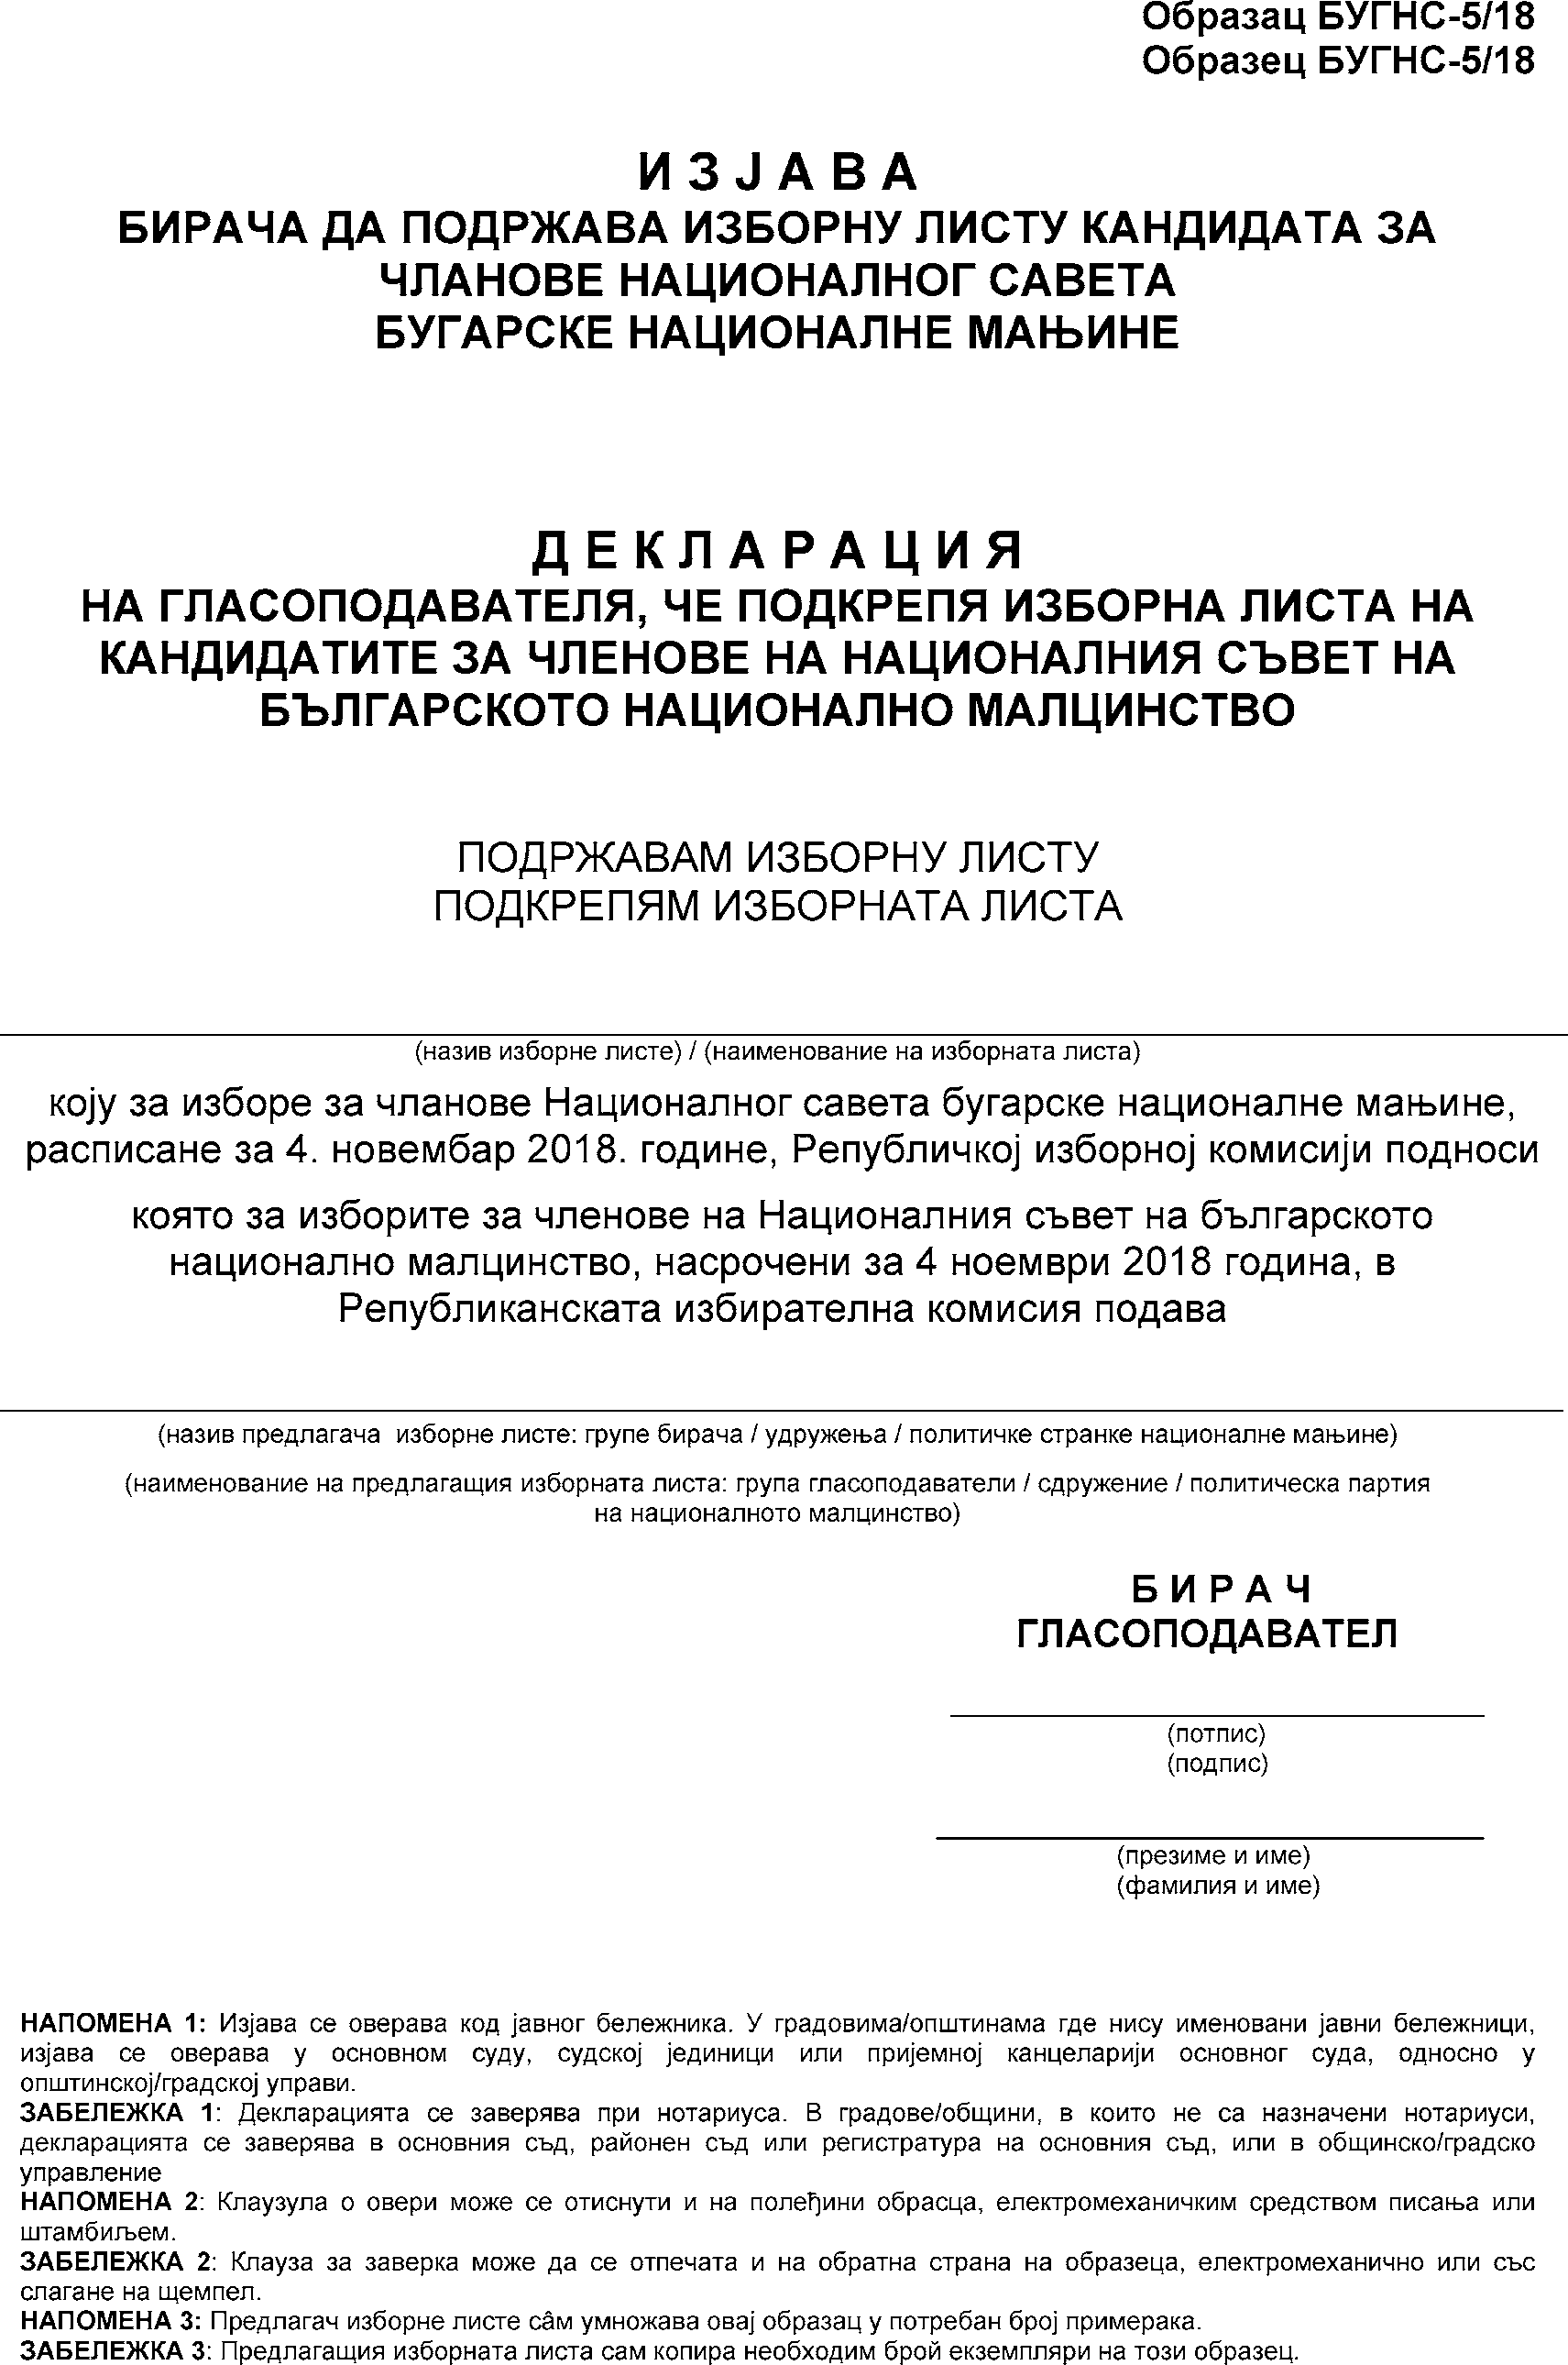 Образац БУГНС-5/18
Образец БУГНС-5/18
И З Ј А В А
БИРАЧА ДА ПОДРЖАВА ИЗБОРНУ ЛИСТУ КАНДИДАТА ЗА
ЧЛАНОВЕ НАЦИОНАЛНОГ САВЕТА
БУГАРСКЕ НАЦИОНАЛНЕ МАЊИНЕ
Д Е К Л А Р А Ц И Я
НА ГЛАСОПОДАВАТЕЛЯ, ЧЕ ПОДКРЕПЯ ИЗБОРНА ЛИСТА НА
КАНДИДАТИТЕ ЗА ЧЛЕНОВЕ НА НАЦИОНАЛНИЯ СЪВЕТ НА
БЪЛГАРСКОТО НАЦИОНАЛНО МАЛЦИНСТВО
ПОДРЖАВАМ ИЗБОРНУ ЛИСТУ
ПОДКРЕПЯМ ИЗБОРНАТА ЛИСТА
(назив изборне листе) / (наименование на изборната листа)
коју за изборе за чланове Националног савета бугарске националне мањине,
расписане за 4. новембар 2018. године, Републичкој изборној комисији подноси
която за изборите за членове на Националния съвет на българското
национално малцинство, насрочени за 4 ноември 2018 година, в
Републиканската избирателна комисия подава
(назив предлагача изборне листе: групе бирача / удружења / политичке странке националне мањине)
(наименование на предлагащия изборната листа: група гласоподаватели / сдружение / политическа партия
на националното малцинство)
Б И Р А Ч
ГЛАСОПОДАВАТЕЛ
(потпис)
(подпис)
(презиме и име)
(фамилия и име)
НАПОМЕНА 1: Изјава се оверава код јавног бележника. У градовима/општинама где нису именовани јавни бележници,
изјава се оверава у основном суду, судској јединици или пријемној канцеларији основног суда, односно у
општинској/градској управи.
ЗАБЕЛЕЖКА 1: Декларацията се заверява при нотариуса. В градове/общини, в които не са назначени нотариуси,
декларацията се заверява в основния съд, районен съд или регистратура на основния съд, или в общинско/градско
управление
НАПОМЕНА 2: Клаузула о овери може се отиснути и на полеђини обрасца, електромеханичким средством писања или
штамбиљем.
ЗАБЕЛЕЖКА 2: Клауза за заверка може да се отпечата и на обратна страна на образеца, електромеханично или със
слагане на щемпел.
НАПОМЕНА 3: Предлагач изборне листе сâм умножава овај образац у потребан број примерака.
ЗАБЕЛЕЖКА 3: Предлагащия изборната листа сам копира необходим брой екземпляри на този образец.